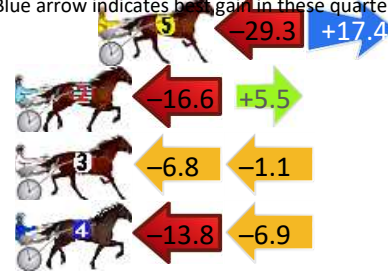 Blue arrow indicates best gain in these quarte
5 –29.3 +17.4
–16.6 +5.5
3 –6.8 –1.1
4 –13.8 –6.9